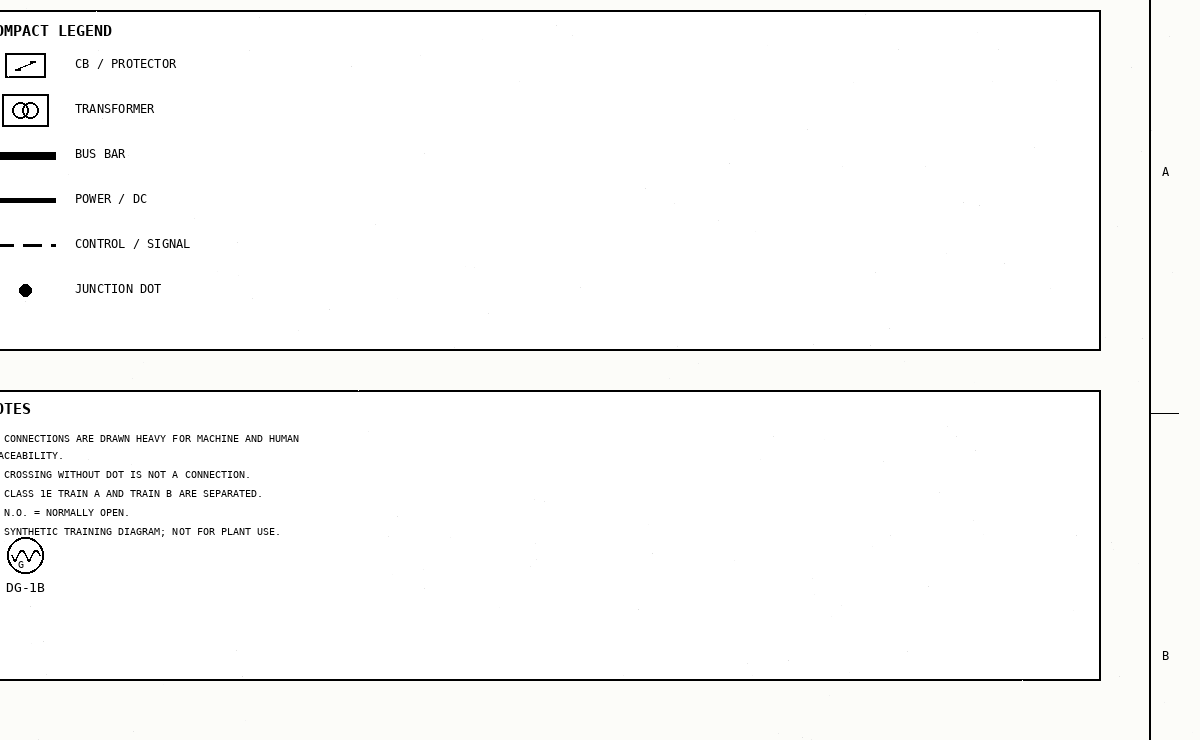 OMPACT LEGEND
CB / PROTECTOR
TRANSFORMER
BUS BAR
POWER / DC
CONTROL / SIGNAL
JUNCTION DOT
A
OTES
CONNECTIONS ARE DRAWN HEAVY FOR MACHINE AND HUMAN
ACEABILITY.
CROSSING WITHOUT DOT IS NOT A CONNECTION.
CLASS 1E TRAIN A AND TRAIN B ARE SEPARATED.
N.O. = NORMALLY OPEN.
SYNTHETIC TRAINING DIAGRAM; NOT FOR PLANT USE.
G
DG-1B
B